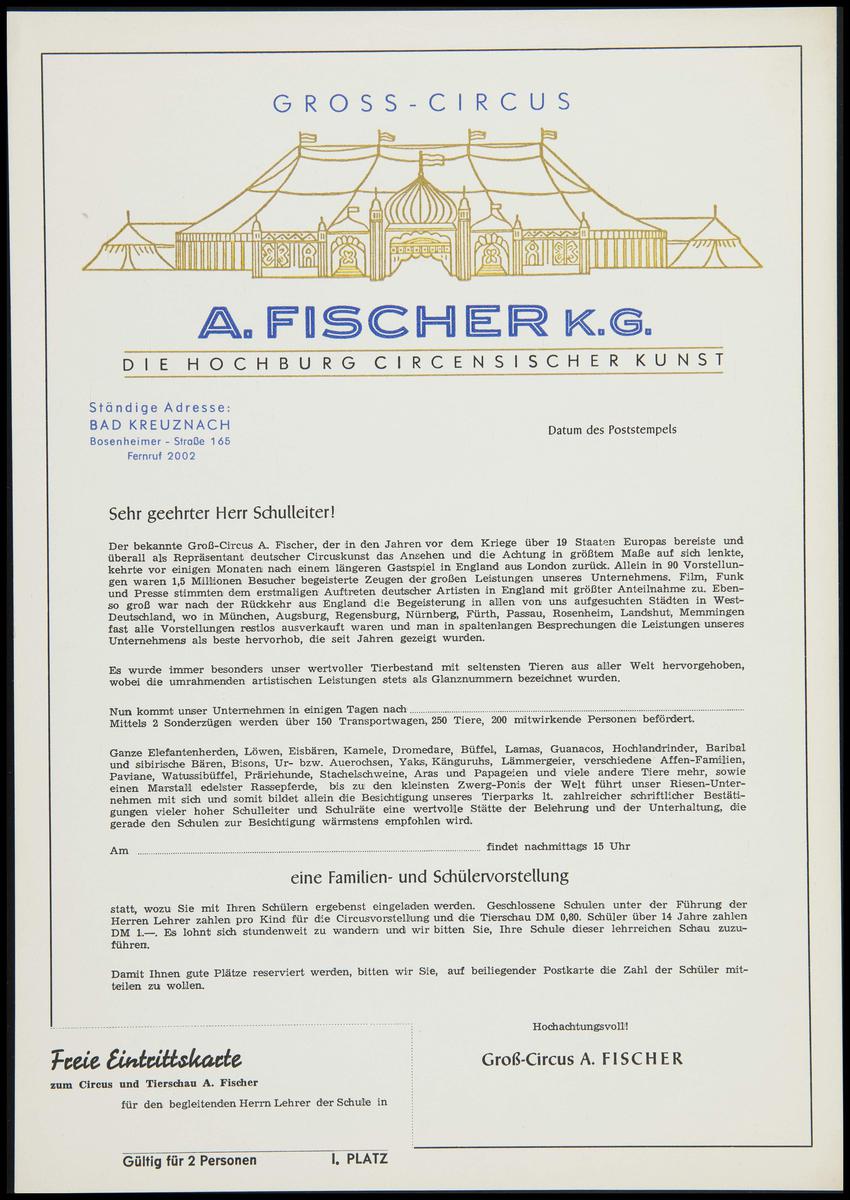 GROSS-CIRCUS
A. FISCHER K.G.
DIE HOCHBURG CIRCENSISCHER KUNST
Ständige Adresse:
BAD KREUZNACH
Bosenheimer - Straße 165
Fernruf 2002
Datum des Poststempels
Sehr geehrter Herr Schulleiter!
Der bekannte Groß-Circus A. Fischer, der in den Jahren vor dem Kriege über 19 Staaten Europas bereiste und
überall als Repräsentant deutscher Circuskunst das Ansehen und die Achtung in größtem Maße auf sich lenkte,
kehrte vor einigen Monaten nach einem längeren Gastspiel in England aus London zurück. Allein in 90 Vorstellun-
gen waren 1,5 Millionen Besucher begeisterte Zeugen der großen Leistungen unseres Unternehmens. Film, Funk
und Presse stimmten dem erstmaligen Auftreten deutscher Artisten in England mit größter Anteilnahme zu. Eben-
so groß war nach der Rückkehr aus England die Begeisterung in allen von uns aufgesuchten Städten in West-
Deutschland, wo in München, Augsburg, Regensburg, Nürnberg, Fürth, Passau, Rosenheim, Landshut, Memmingen
fast alle Vorstellungen restlos ausverkauft waren und man in spaltenlangen Besprechungen die Leistungen unseres
Unternehmens als beste hervorhob, die seit Jahren gezeigt wurden.
Es wurde immer besonders unser wertvoller Tierbestand mit seltensten Tieren aus aller Welt hervorgehoben,
wobei die umrahmenden artistischen Leistungen stets als Glanznummern bezeichnet wurden.
Nun kommt unser Unternehmen in einigen Tagen nach
Mittels 2 Sonderzügen werden über 150 Transportwagen, 250 Tiere, 200 mitwirkende Personen befördert.
Ganze Elefantenherden, Löwen, Eisbären, Kamele, Dromedare, Büffel, Lamas, Guanacos, Hochlandrinder, Baribal
und sibirische Bären, Bisons, Ur- bzw. Auerochsen, Yaks, Känguruhs, Lämmergeier, verschiedene Affen-Familien,
Paviane, Watussibüffel, Präriehunde, Stachelschweine, Aras und Papageien und viele andere Tiere mehr, sowie
einen Marstall edelster Rassepferde, bis zu den kleinsten Zwerg-Ponis der Welt führt unser Riesen-Unter-
nehmen mit sich und somit bildet allein die Besichtigung unseres Tierparks lt. zahlreicher schriftlicher Bestäti-
gungen vieler hoher Schulleiter und Schulräte eine wertvolle Stätte der Belehrung und der Unterhaltung, die
gerade den Schulen zur Besichtigung wärmstens empfohlen wird.
Am findet nachmittags 15 Uhr
eine Familien- und Schülervorstellung
statt, wozu Sie mit Ihren Schülern ergebenst eingeladen werden. Geschlossene Schulen unter der Führung der
Herren Lehrer zahlen pro Kind für die Circusvorstellung und die Tierschau DM 0,80. Schüler über 14 Jahre zahlen
DM 1.—. Es lohnt sich stundenweit zu wandern und wir bitten Sie, Ihre Schule dieser lehrreichen Schau zuzu-
führen.
Damit Ihnen gute Plätze reserviert werden, bitten wir Sie, auf beiliegender Postkarte die Zahl der Schüler mit-
teilen zu wollen.
Hochachtungsvoll!
Groß-Circus A. FISCHER
Freie Eintrittskarte
zum Circus und Tierschau A. Fischer
für den begleitenden Herrn Lehrer der Schule in
Gültig für 2 Personen I. PLATZ